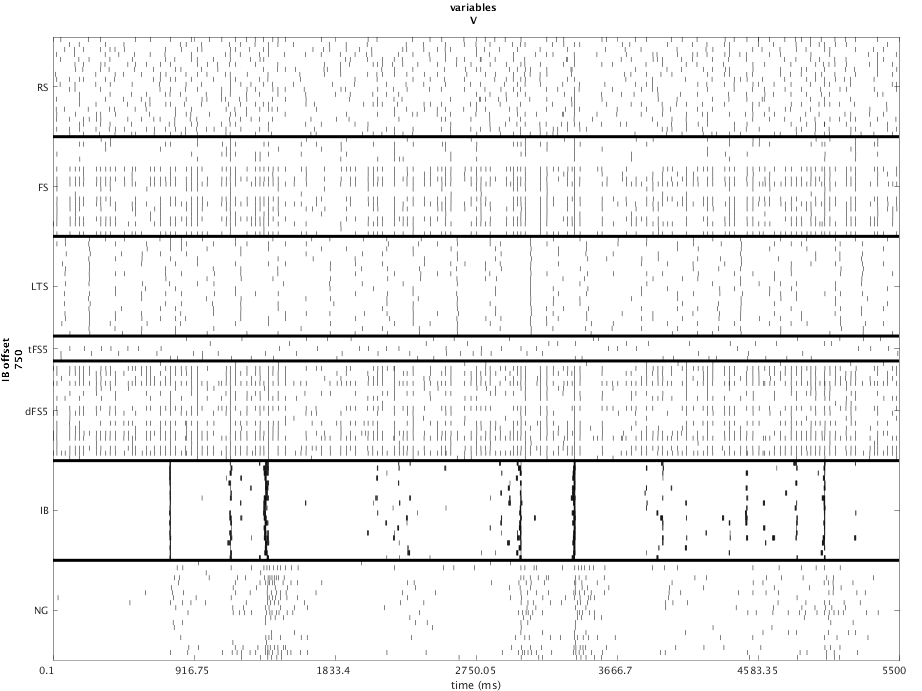 variables
V
RS
FS
LTS
tFS5
IB offset
750
dFS5
IB
NG
0.1
916.75
1833.4
2750.05
3666.7
4583.35
5500
time (ms)